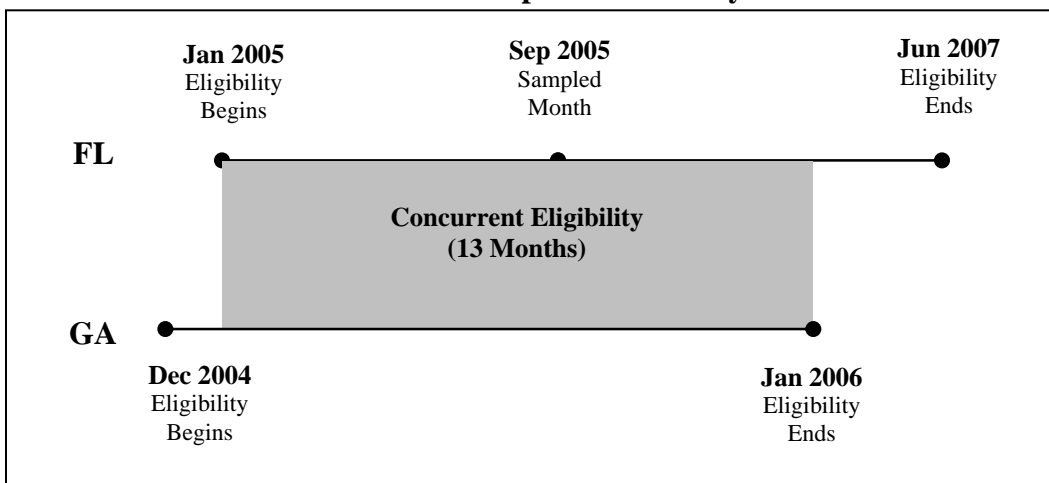 Jan 2005
Eligibility
Begins
Sep 2005
Sampled
Month
Jun 2007
Eligibility
Ends
FL
Concurrent Eligibility
(13 Months)
GA
Dec 2004
Eligibility
Begins
Jan 2006
Eligibility
Ends